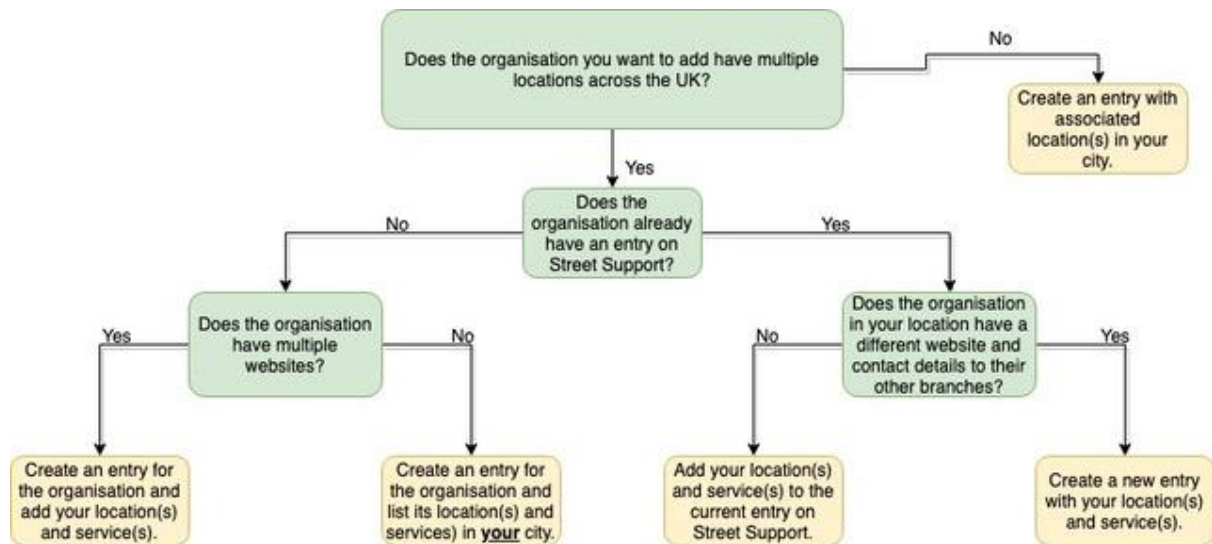 Does the organisation you want to add have multiple
locations across the UK?
No
Create an entry with
associated
location(s) in your
city.
Yes
Does the
organisation already
have an entry on
Street Support?
No
Yes
Does the organisation
have multiple
websites?
Yes
No
Does the organisation
in your location have a
different website and
contact details to their
other branches?
No
Yes
Create an entry for
the organisation and
add your location(s)
and service(s).
Create an entry for
the organisation and
list its location(s) and
services) in your city.
Add your location(s)
and service(s) to the
current entry on
Street Support.
Create a new entry
with your location(s)
and service(s).